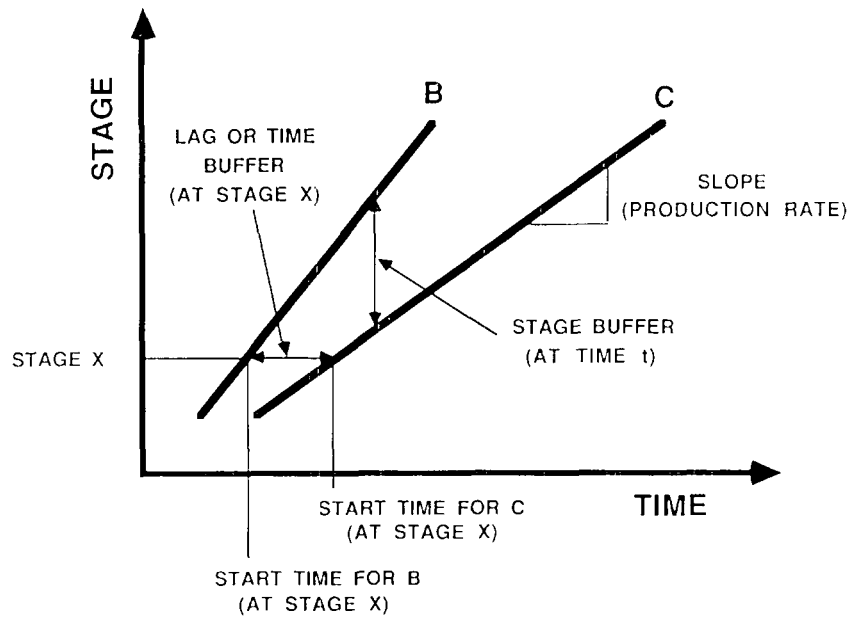 STAGE
B
C
LAG OR TIME
BUFFER
(AT STAGE X)
SLOPE
(PRODUCTION RATE)
STAGE BUFFER
(AT TIME t)
STAGE X
TIME
START TIME FOR C
(AT STAGE X)
START TIME FOR B
(AT STAGE X)